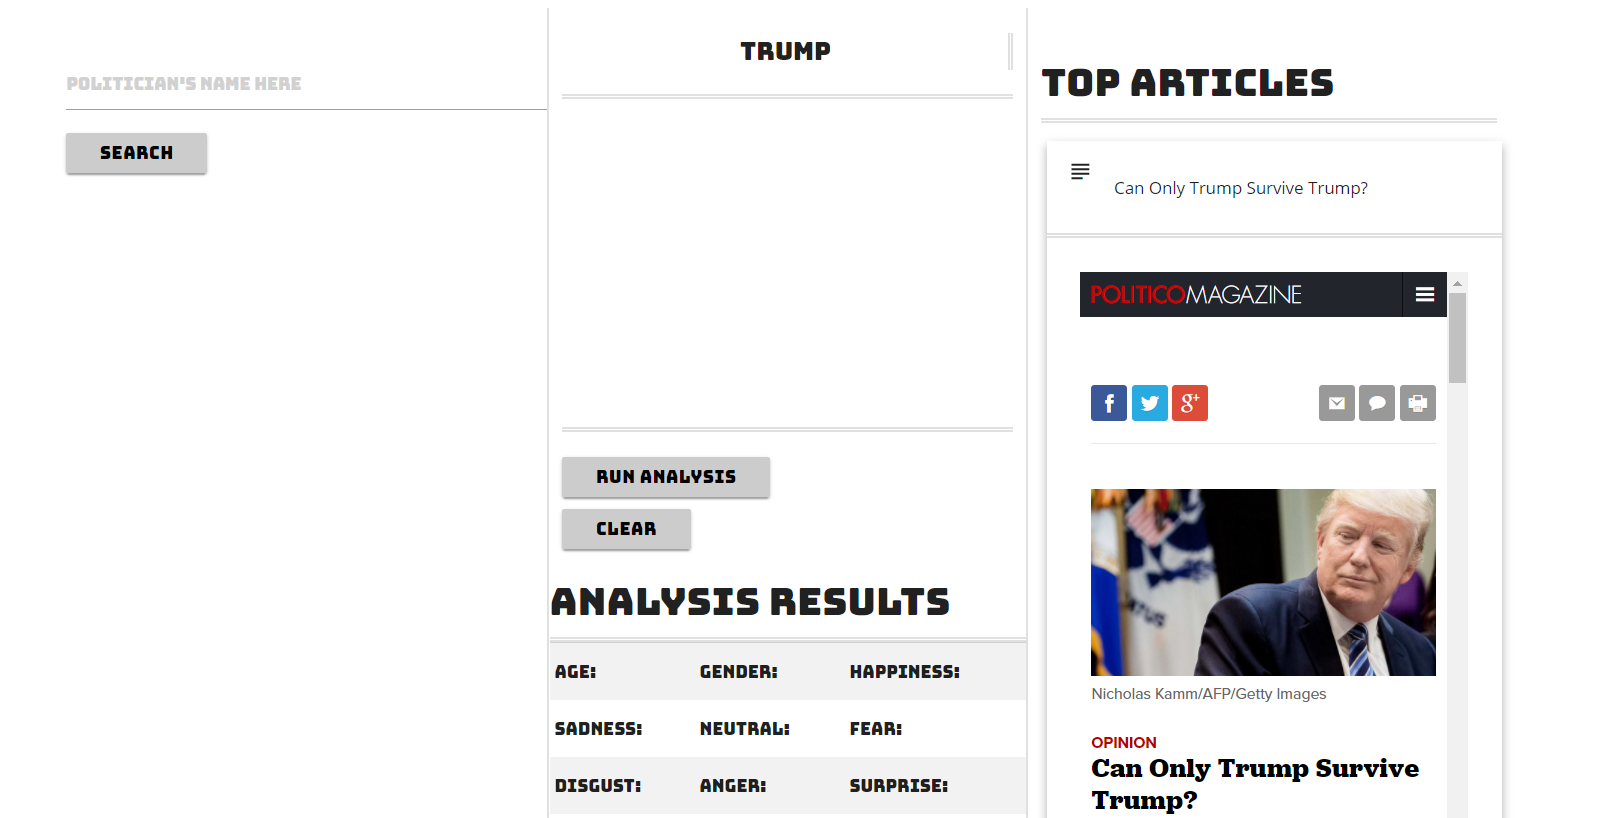 POLITICIAN'S NAME HERE
SEARCH
TRUMP
RUN ANALYSIS
CLEAR
ANALYSIS RESULTS
AGE: GENDER: HAPPINESS:
SADNESS: NEUTRAL: FEAR:
DISGUST: ANGER: SURPRISE:
TOP ARTICLES
Can Only Trump Survive Trump?
POLITICOMAGAZINE
f g+
Nicholas Kamm/AFP/Getty Images
OPINION
Can Only Trump Survive
Trump?